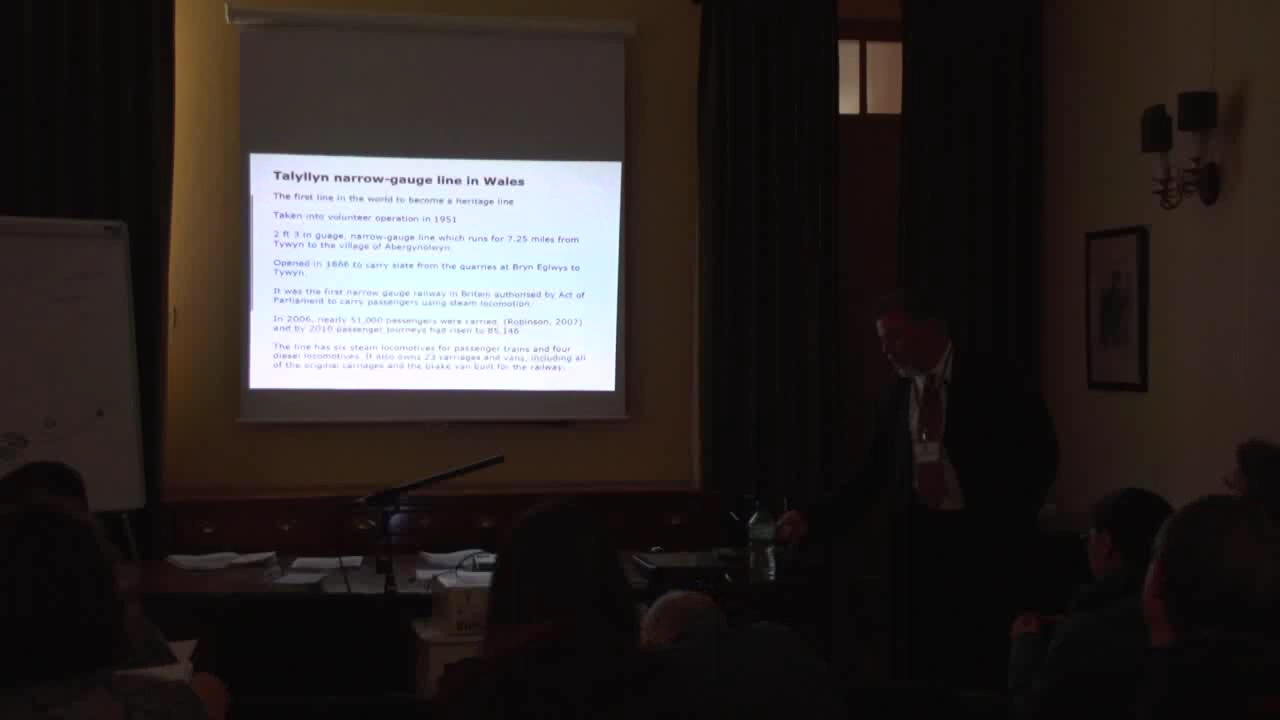 Talyllyn narrow-gauge line in Wales
The first line in the world to become a heritage line
Taken into volunteer operation in 1951
2 ft 3 in guage, narrow-gauge line which runs for 7.25 miles from
Tywyn to the village of Abergynolwyn.
Opened in 1866 to carry slate from the quarries at Bryn Eglwys to
Tywyn.
It was the first narrow gauge railway in Britain authorised by Act of
Parliament to carry passengers using steam locomotion.
In 2006, nearly 51,000 passengers were carried, (Robinson, 2007)
and by 2010 passenger journeys had risen to 85,146
The line has six steam locomotives for passenger trains and four
diesel locomotives. It also owns 23 carriages and vans, including all
of the original carriages and the brake van built for the railway.